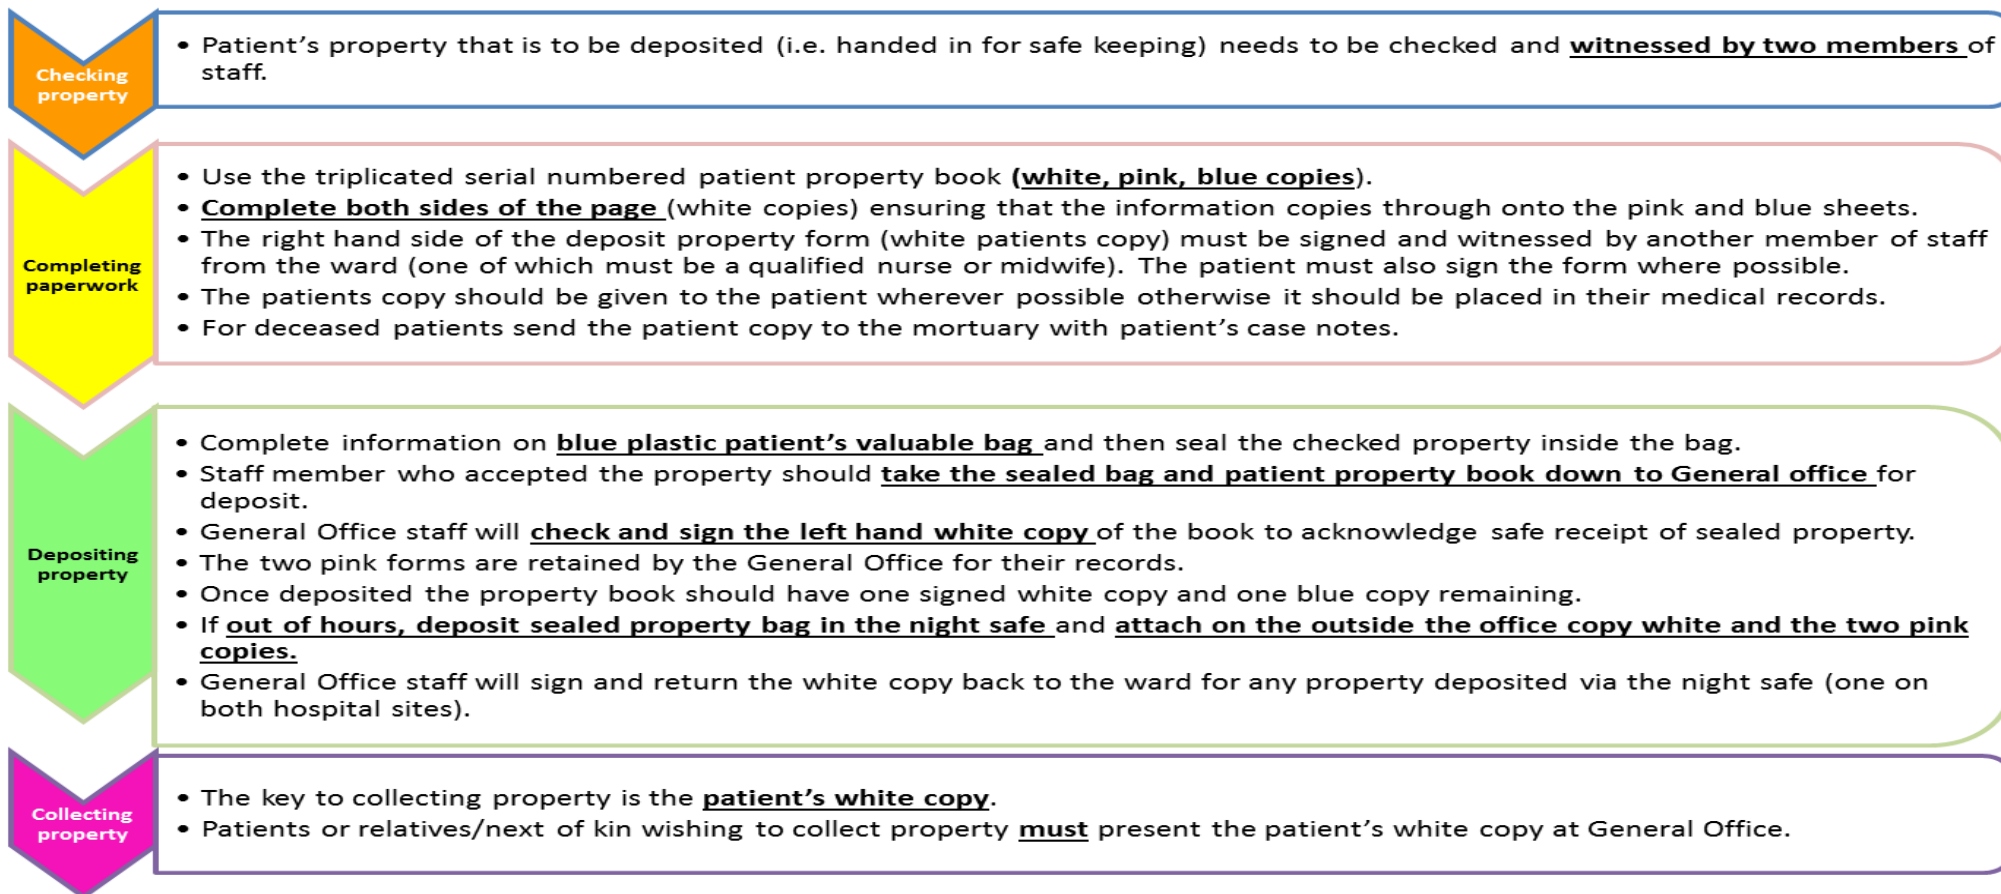 Checking
property
• Patient's property that is to be deposited (i.e. handed in for safe keeping) needs to be checked and witnessed by two members of
staff.
Completing
paperwork
• Use the triplicated serial numbered patient property book (white, pink, blue copies).
• Complete both sides of the page (white copies) ensuring that the information copies through onto the pink and blue sheets.
• The right hand side of the deposit property form (white patients copy) must be signed and witnessed by another member of staff
from the ward (one of which must be a qualified nurse or midwife). The patient must also sign the form where possible.
• The patients copy should be given to the patient wherever possible otherwise it should be placed in their medical records.
• For deceased patients send the patient copy to the mortuary with patient's case notes.
Depositing
property
• Complete information on blue plastic patient's valuable bag and then seal the checked property inside the bag.
• Staff member who accepted the property should take the sealed bag and patient property book down to General office for
deposit.
• General Office staff will check and sign the left hand white copy of the book to acknowledge safe receipt of sealed property.
• The two pink forms are retained by the General Office for their records.
• Once deposited the property book should have one signed white copy and one blue copy remaining.
• If out of hours, deposit sealed property bag in the night safe and attach on the outside the office copy white and the two pink
copies.
• General Office staff will sign and return the white copy back to the ward for any property deposited via the night safe (one on
both hospital sites).
Collecting
property
• The key to collecting property is the patient's white copy.
• Patients or relatives/next of kin wishing to collect property must present the patient's white copy at General Office.